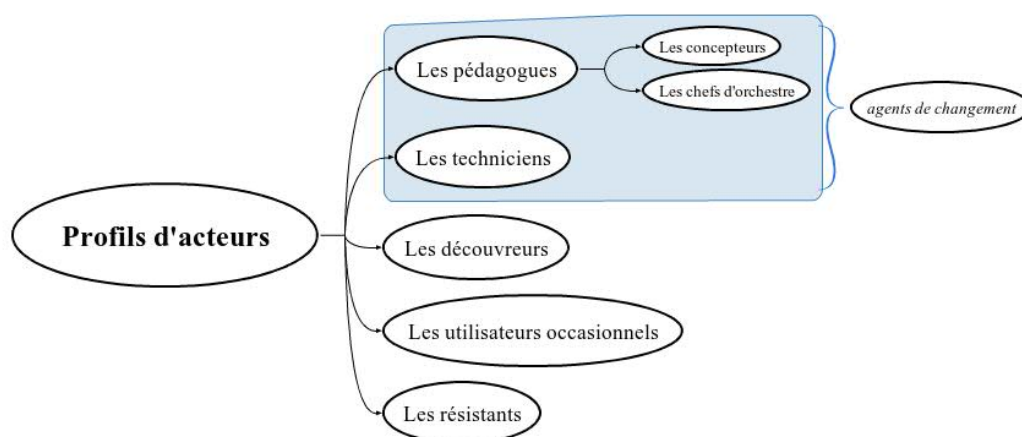 Les concepteurs
Les pédagogues
Les chefs d'orchestre
agents de changement
Les techniciens
Profils d'acteurs
Les découvreurs
Les utilisateurs occasionnels
Les résistants